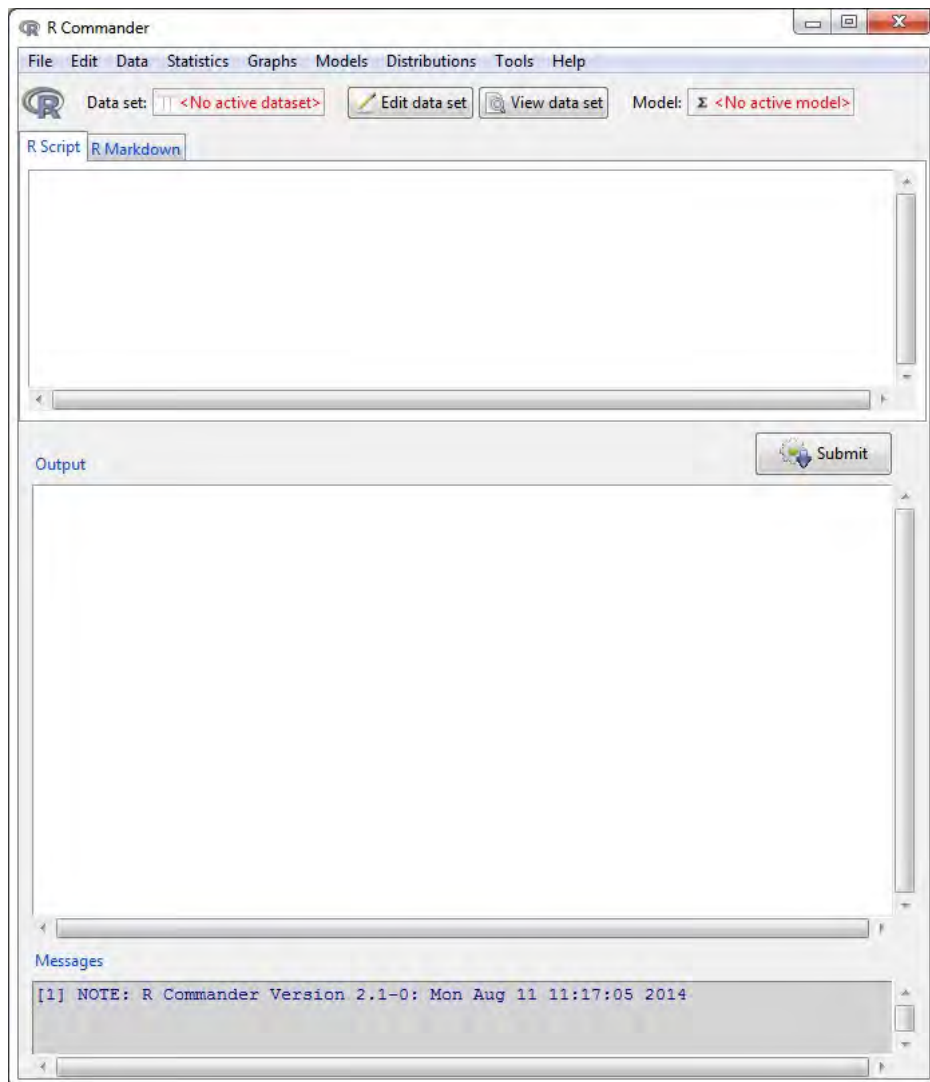 R Commander
File Edit Data Statistics Graphs Models Distributions Tools Help
R Data set: <No active dataset> Edit data set View data set Model: Σ <No active model>
R Script R Markdown
Submit
Output
Messages
[1] NOTE: R Commander Version 2.1-0: Mon Aug 11 11:17:05 2014